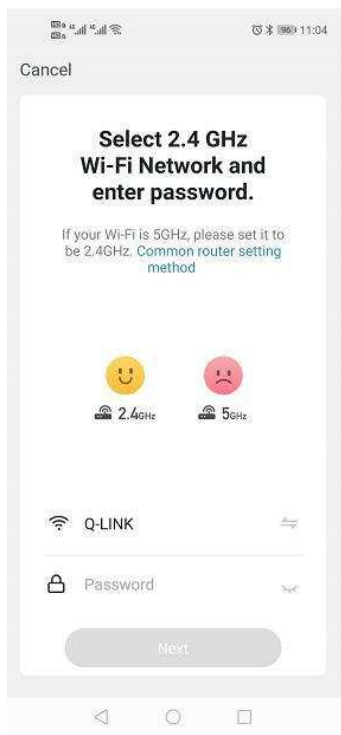 96 11:04
Cancel
Select 2.4 GHz
Wi-Fi Network and
enter password.
If your Wi-Fi is 5GHz, please set it to
be 2.4GHz. Common router setting
method
2.4GHz 5GHz
Q-LINK
Password
Next